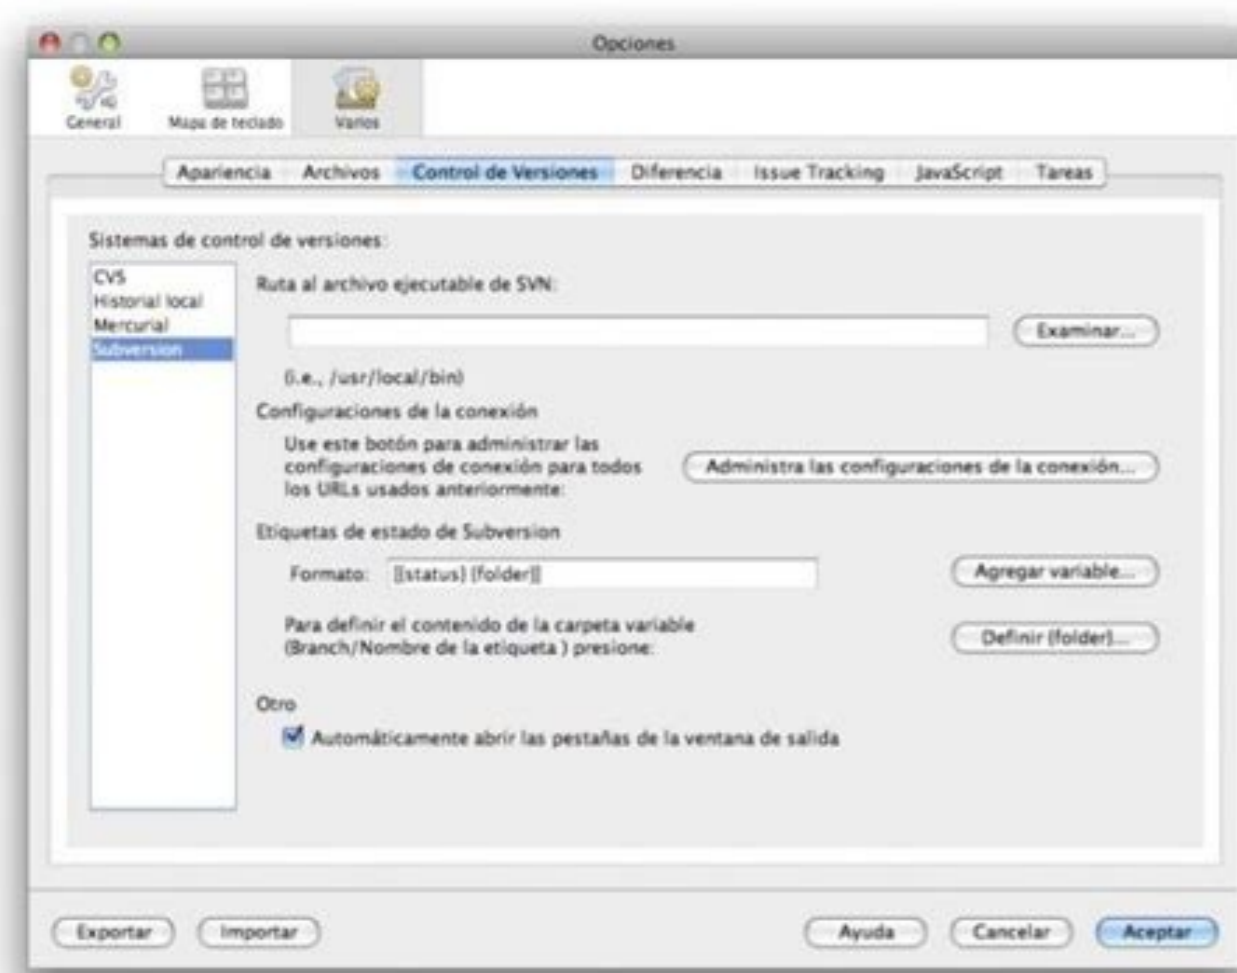 Opciones
General Mapa de teclado Varios
Apariencia Archivos Control de Versiones Diferencia Issue Tracking JavaScript Tareas
Sistemas de control de versiones:
CVS
Historial local
Mercurial
Subversion
Ruta al archivo ejecutable de SVN:
Examinar...
(i.e., /usr/local/bin)
Configuraciones de la conexión
Use este botón para administrar las
configuraciones de conexión para todos
los URLs usados anteriormente:
Administra las configuraciones de la conexión...
Etiquetas de estado de Subversion
Formato: [{status} {folder}]
Agregar variable...
Para definir el contenido de la carpeta variable
(Branch/Nombre de la etiqueta ) presione:
Definir {folder}...
Otro
Automáticamente abrir las pestañas de la ventana de salida
Exportar Importar Ayuda Cancelar Aceptar